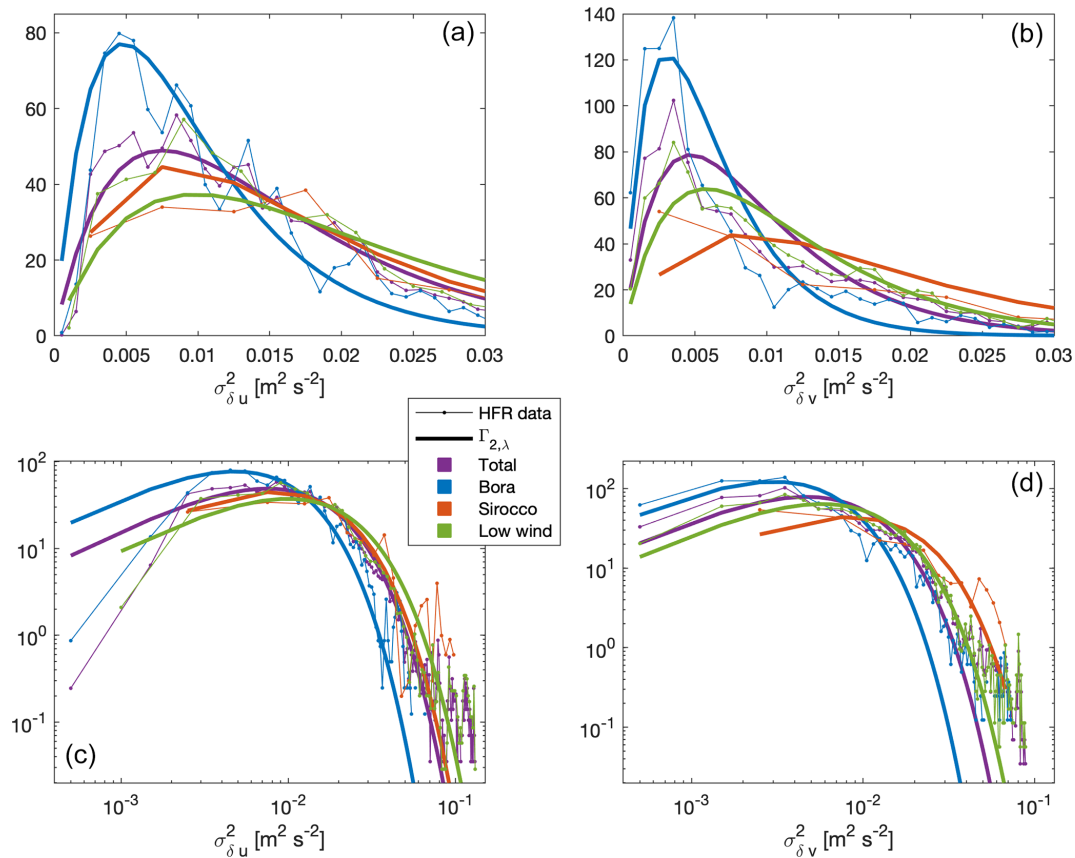 (a)
80
60
40
20
0
0 0.005 0.01 0.015 0.02 0.025 0.03
σ²δ u [m² s⁻²]
(b)
140
120
100
80
60
40
20
0
0 0.005 0.01 0.015 0.02 0.025 0.03
σ²δ v [m² s⁻²]
HFR data
Γ2,λ
Total
Bora
Sirocco
Low wind
(c)
10²
10¹
10⁰
10⁻¹
10⁻³ 10⁻² 10⁻¹
σ²δ u [m² s⁻²]
(d)
10²
10¹
10⁰
10⁻¹
10⁻³ 10⁻² 10⁻¹
σ²δ v [m² s⁻²]